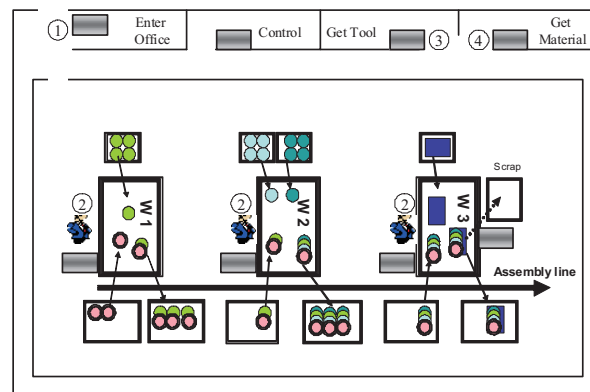 1 Enter
Office
Control
Get Tool 3
4 Get
Material
Scrap
2 W 1
2 W 2
2 W 3
Assembly line